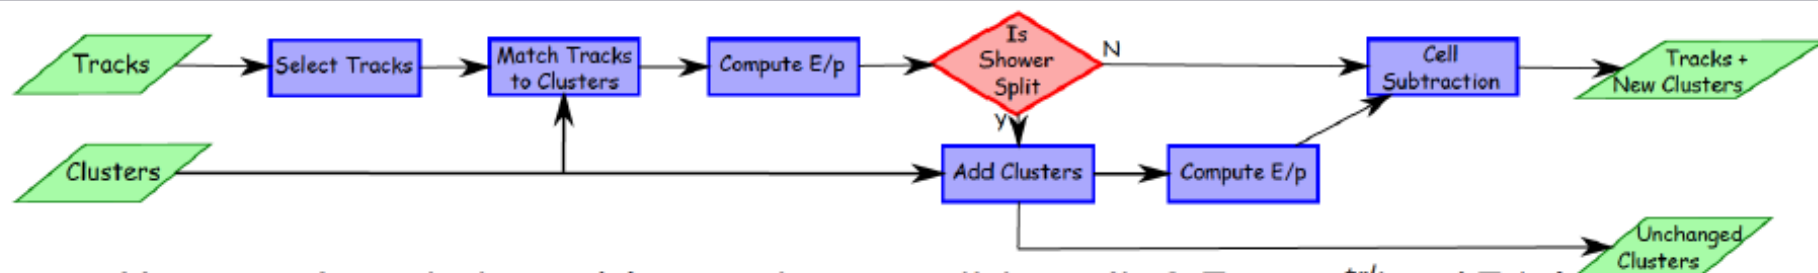 Tracks
Select Tracks
Match Tracks
to Clusters
Compute E/p
Is
Shower
Split
N
Y
Cell
Subtraction
Tracks +
New Clusters
Clusters
Add Clusters
Compute E/p
Unchanged
Clusters